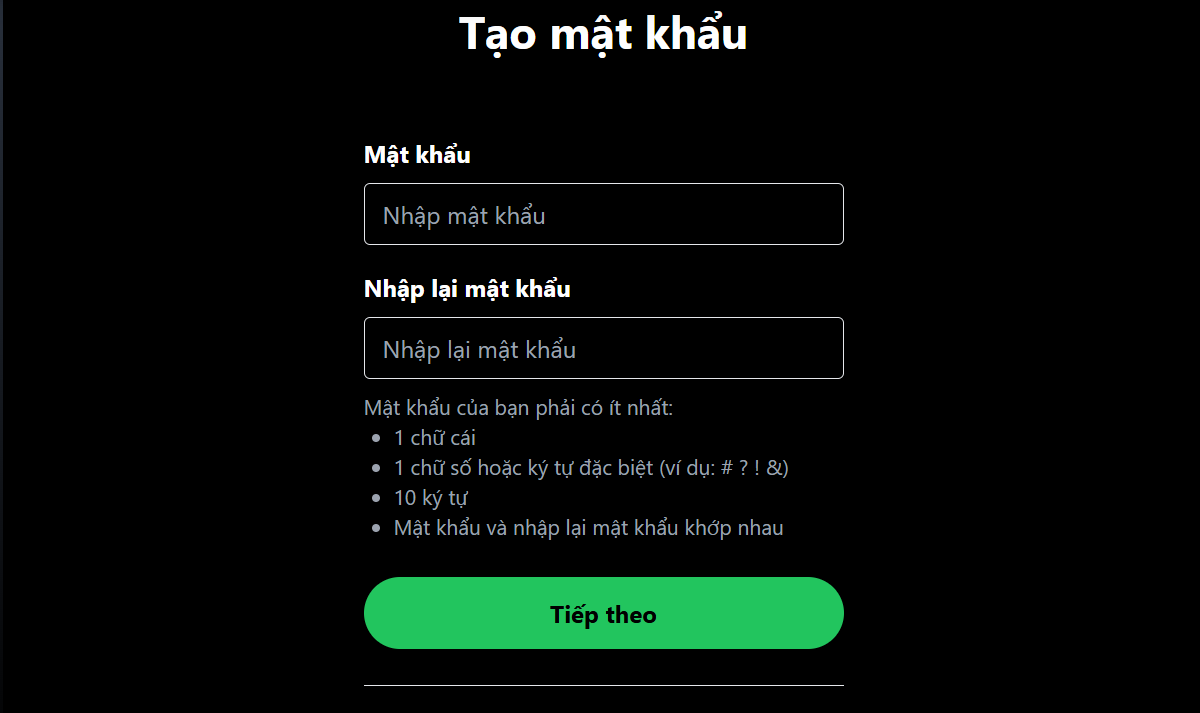 Tạo mật khẩu
Mật khẩu
Nhập mật khẩu
Nhập lại mật khẩu
Nhập lại mật khẩu
Mật khẩu của bạn phải có ít nhất:
• 1 chữ cái
• 1 chữ số hoặc ký tự đặc biệt (ví dụ: # ? ! &)
• 10 ký tự
• Mật khẩu và nhập lại mật khẩu khớp nhau
Tiếp theo